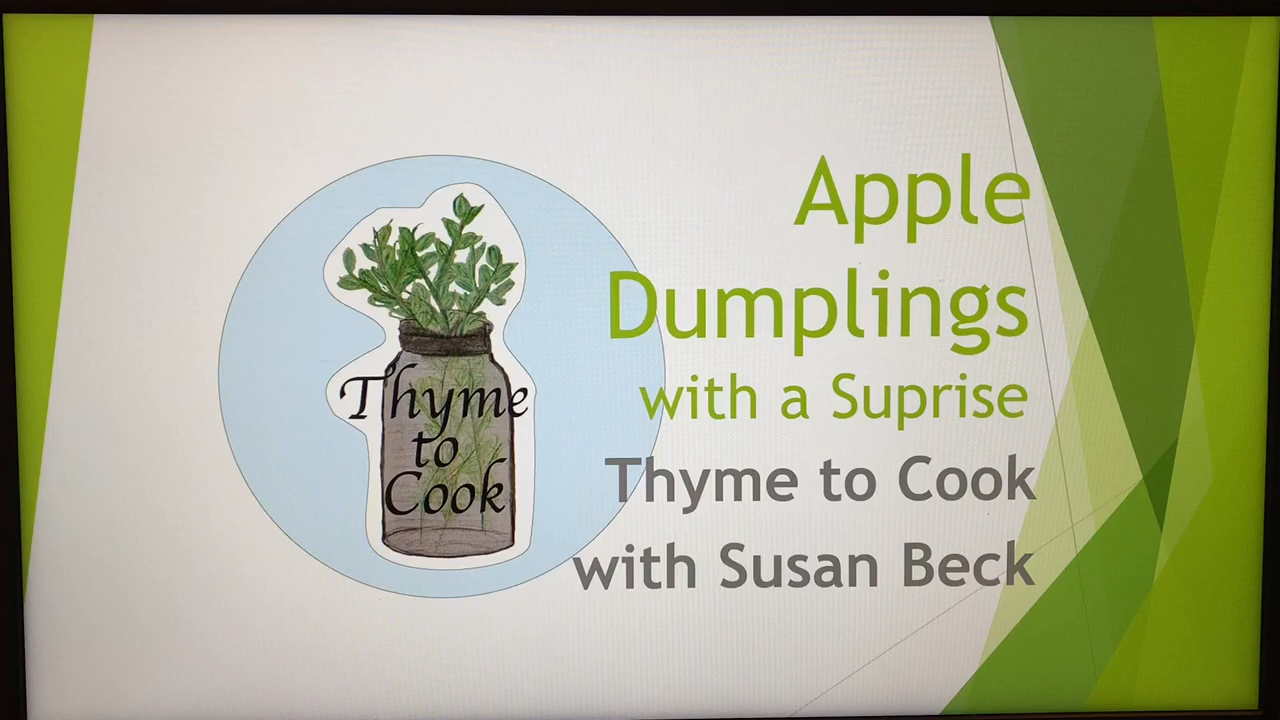 Apple
Dumplings
with a Suprise
Thyme to Cook
with Susan Beck
Thyme
to
Cook